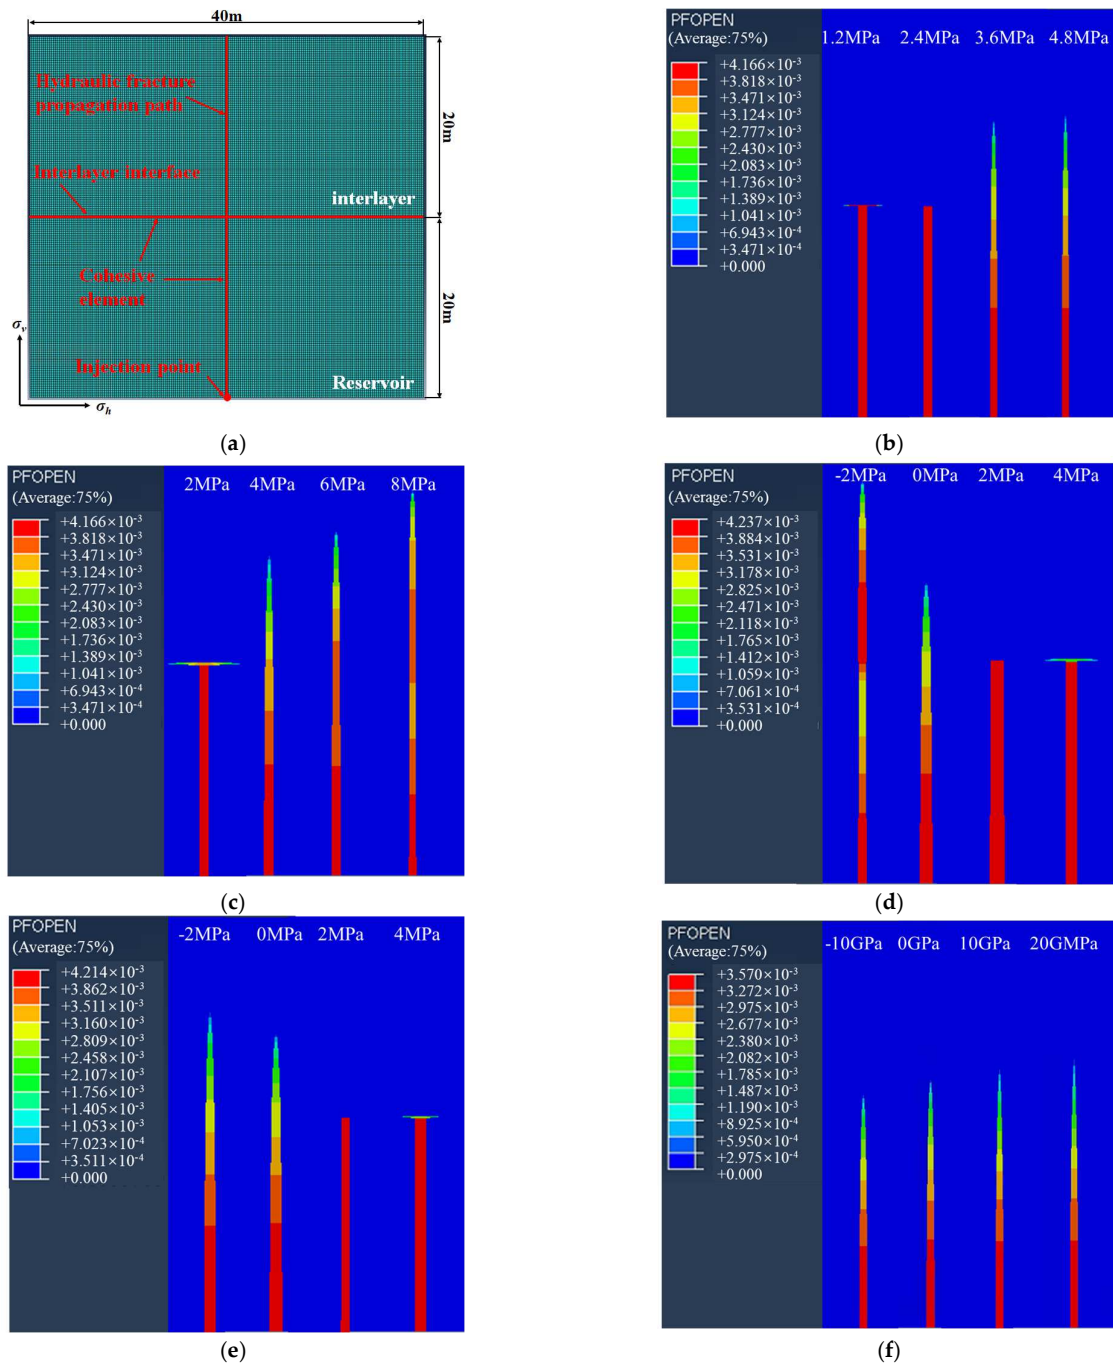 40m
Hydraulic fracture
propagation path
20m
Interlayer interface
interlayer
Cohesive
element
20m
σv
Injection point
Reservoir
σh
(a)
PFOPEN
(Average:75%)
1.2MPa 2.4MPa 3.6MPa 4.8MPa
+4.166×10-3
+3.818×10-3
+3.471×10-3
+3.124×10-3
+2.777×10-3
+2.430×10-3
+2.083×10-3
+1.736×10-3
+1.389×10-3
+1.041×10-3
+6.943×10-4
+3.471×10-4
+0.000
(b)
PFOPEN
(Average:75%)
2MPa 4MPa 6MPa 8MPa
+4.166×10-3
+3.818×10-3
+3.471×10-3
+3.124×10-3
+2.777×10-3
+2.430×10-3
+2.083×10-3
+1.736×10-3
+1.389×10-3
+1.041×10-3
+6.943×10-4
+3.471×10-4
+0.000
(c)
PFOPEN
(Average:75%)
-2MPa 0MPa 2MPa 4MPa
+4.237×10-3
+3.884×10-3
+3.531×10-3
+3.178×10-3
+2.825×10-3
+2.471×10-3
+2.118×10-3
+1.765×10-3
+1.412×10-3
+1.059×10-3
+7.061×10-4
+3.531×10-4
+0.000
(d)
PFOPEN
(Average:75%)
-2MPa 0MPa 2MPa 4MPa
+4.214×10-3
+3.862×10-3
+3.511×10-3
+3.160×10-3
+2.809×10-3
+2.458×10-3
+2.107×10-3
+1.756×10-3
+1.405×10-3
+1.053×10-3
+7.023×10-4
+3.511×10-4
+0.000
(e)
PFOPEN
(Average:75%)
-10GPa 0GPa 10GPa 20GMPa
+3.570×10-3
+3.272×10-3
+2.975×10-3
+2.677×10-3
+2.380×10-3
+2.082×10-3
+1.785×10-3
+1.487×10-3
+1.190×10-3
+8.925×10-4
+5.950×10-4
+2.975×10-4
+0.000
(f)